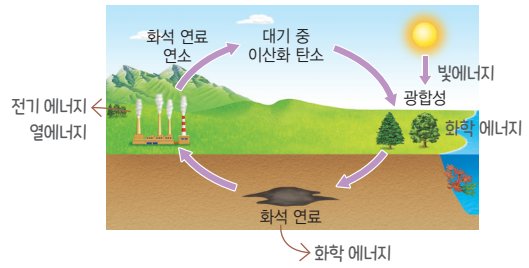 화석 연료
연소
대기 중
이산화 탄소
빛에너지
광합성
전기 에너지
열에너지
화학 에너지
화석 연료
화학 에너지